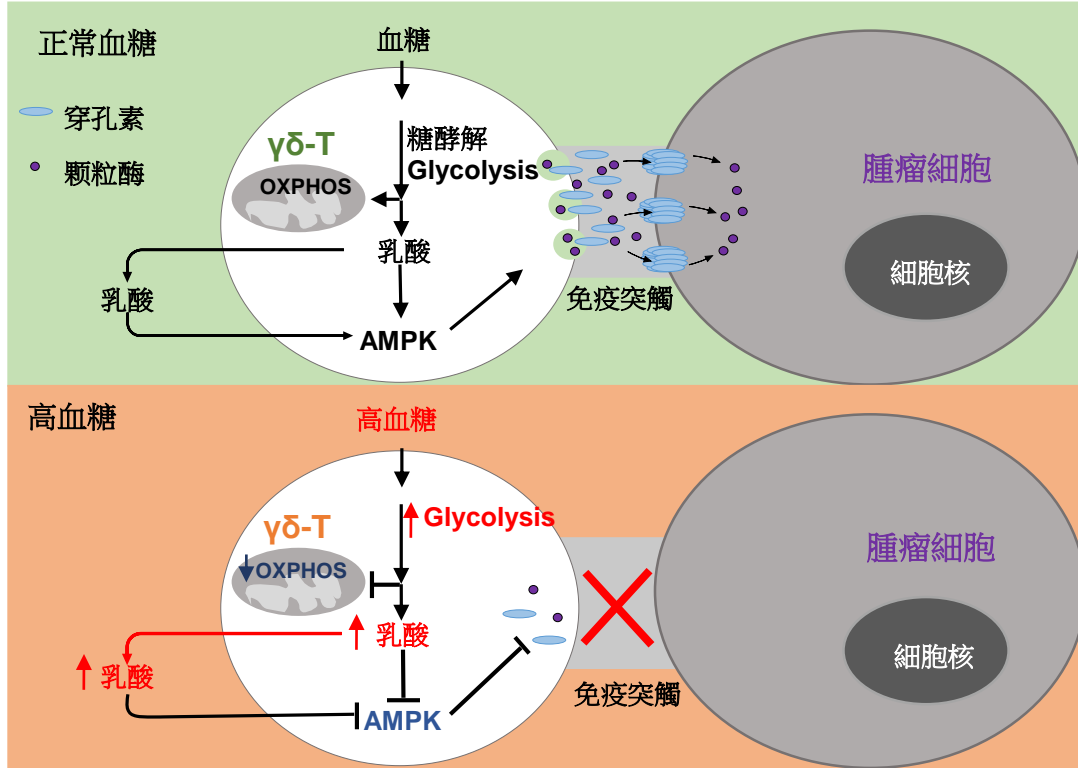 正常血糖
血糖
穿孔素
颗粒酶
γδ-T
糖酵解
Glycolysis
OXPHOS
乳酸
乳酸
AMPK
免疫突觸
腫瘤細胞
細胞核
高血糖
高血糖
γδ-T
Glycolysis
OXPHOS
乳酸
乳酸
AMPK
免疫突觸
腫瘤細胞
細胞核